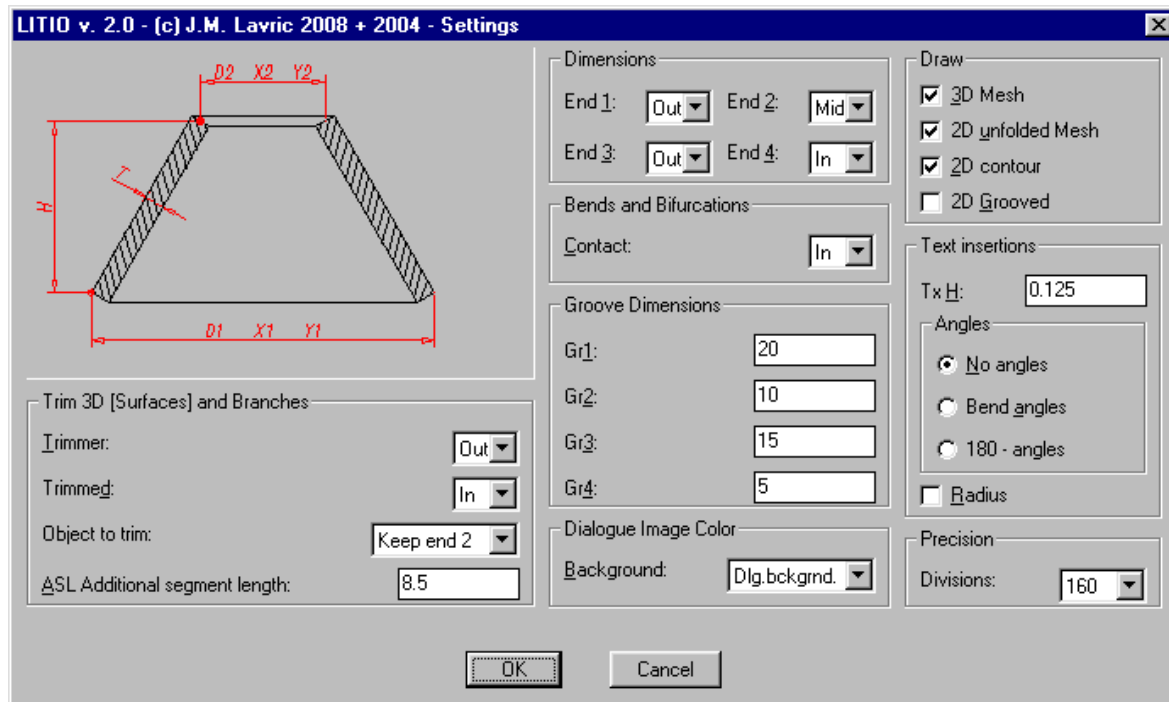 LITIO v. 2.0 - (c) J.M. Lavric 2008 + 2004 - Settings
D2 X2 Y2
T
H
D1 X1 Y1
Trim 3D [Surfaces] and Branches
Trimmer: Out
Trimmed: In
Object to trim: Keep end 2
ASL Additional segment length: 8.5
Dimensions
End 1: Out End 2: Mid
End 3: Out End 4: In
Bends and Bifurcations
Contact: In
Groove Dimensions
Gr1: 20
Gr2: 10
Gr3: 15
Gr4: 5
Dialogue Image Color
Background: Dlg.bckgrnd.
Draw
3D Mesh
2D unfolded Mesh
2D contour
2D Grooved
Text insertions
Tx H: 0.125
Angles
No angles
Bend angles
180 - angles
Radius
Precision
Divisions: 160
OK Cancel